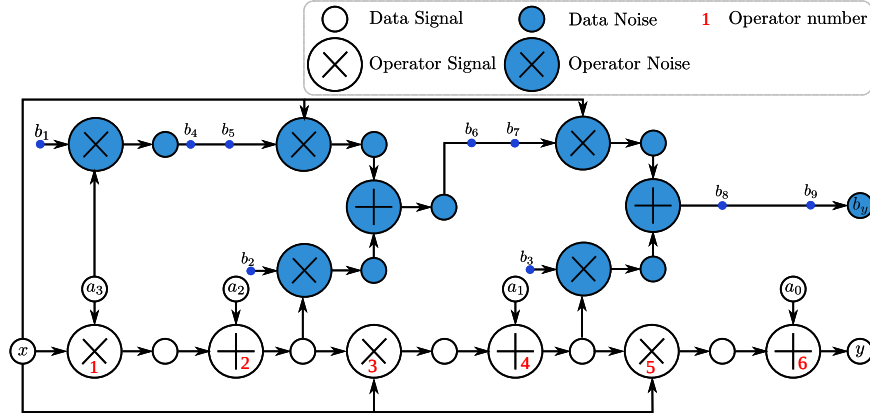 Data Signal Data Noise 1 Operator number
Operator Signal Operator Noise
b₁ b₄ b₅ b₆ b₇
b₈ b₉ b_y
b₂ b₃
a₃ a₂ a₁ a₀
x y
1 2 3 4 5 6